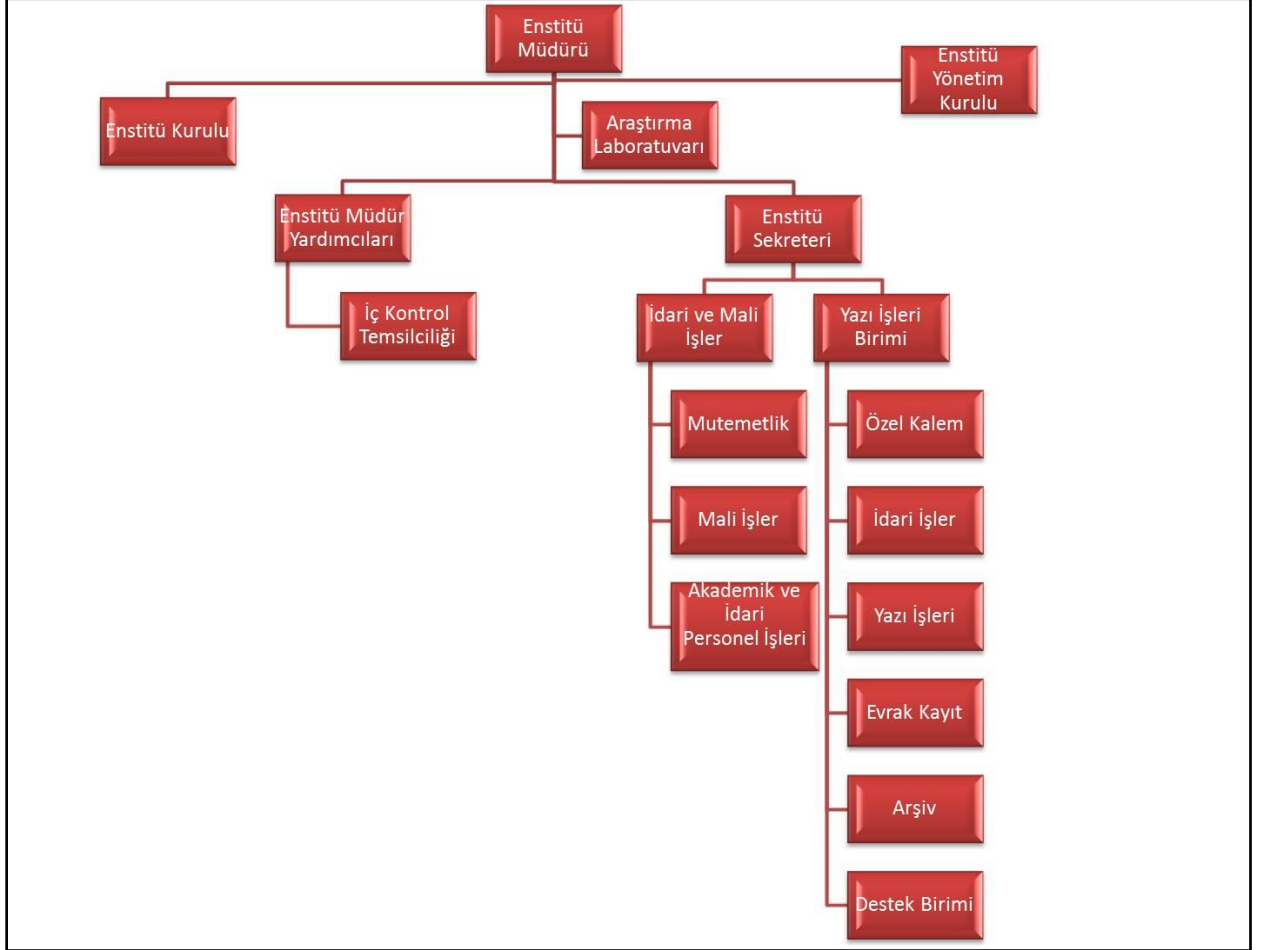 Enstitü
Müdürü
Enstitü
Yönetim
Kurulu
Enstitü Kurulu
Araştırma
Laboratuvarı
Enstitü Müdür
Yardımcıları
Enstitü
Sekreteri
İç Kontrol
Temsilciliği
İdari ve Mali
İşler
Yazı İşleri
Birimi
Mutemetlik
Özel Kalem
Mali İşler
İdari İşler
Akademik ve
İdari
Personel İşleri
Yazı İşleri
Evrak Kayıt
Arşiv
Destek Birimi